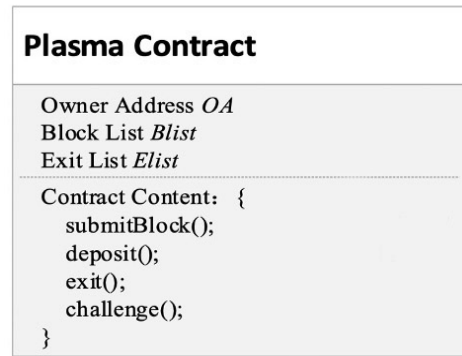 Plasma Contract
Owner Address OA
Block List Blist
Exit List Elist
Contract Content： {
submitBlock();
deposit();
exit();
challenge();
}